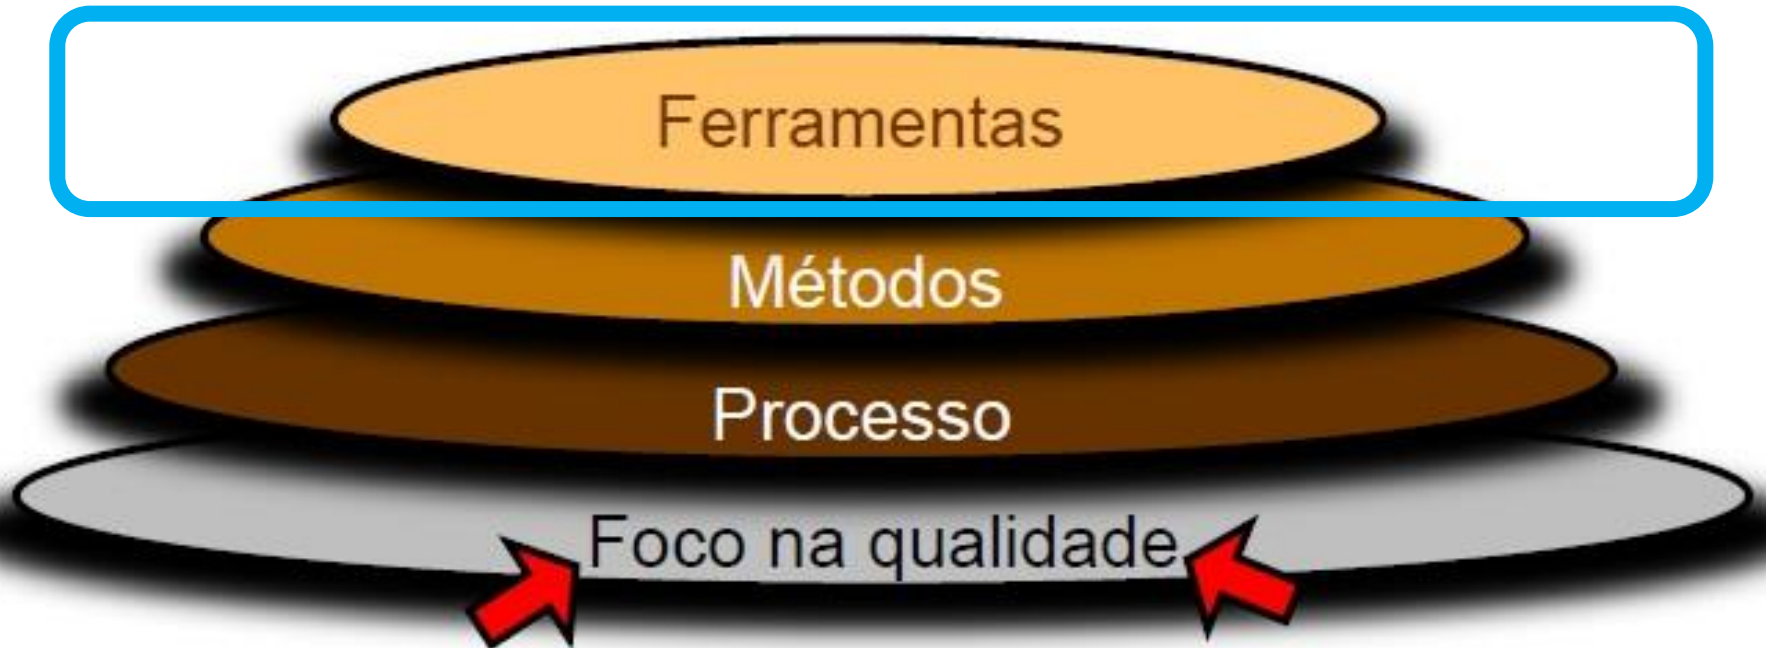 Ferramentas
Métodos
Processo
Foco na qualidade